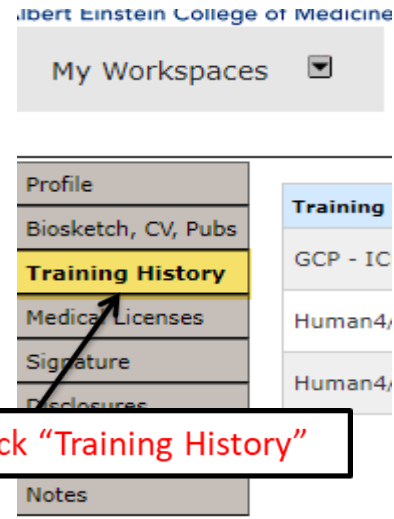 lbert Einstein College of Medicine
My Workspaces
Profile
Biosketch, CV, Pubs
Training History
Medical Licenses
Signature
Disclosures
Notes
Training
GCP - IC
Human4/
Human4/
ck “Training History”